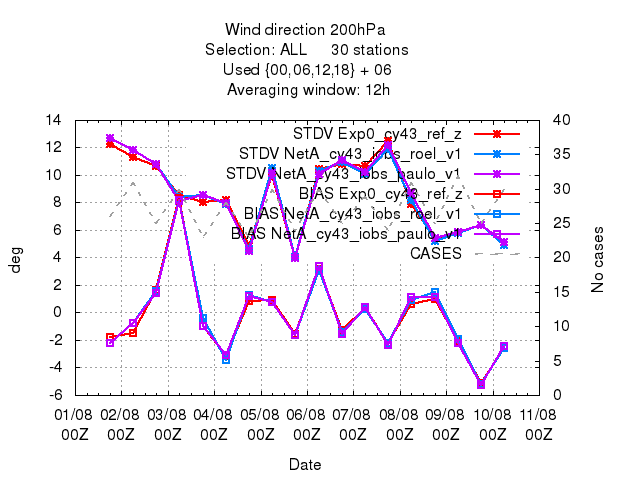 Wind direction 200hPa
Selection: ALL 30 stations
Used {00,06,12,18} + 06
Averaging window: 12h
14
12
10
8
6
4
2
0
-2
-4
-6
deg
STDV Exp0_cy43_ref_z
STDV NetA_cy43_iobs_roel_v1
STDV NetA_cy43_iobs_paulo_v1
BIAS Exp0_cy43_ref_z
BIAS NetA_cy43_iobs_roel_v1
BIAS NetA_cy43_iobs_paulo_v1
CASES
40
35
30
25
20
15
10
5
0
No cases
01/08 02/08 03/08 04/08 05/08 06/08 07/08 08/08 09/08 10/08 11/08
00Z 00Z 00Z 00Z 00Z 00Z 00Z 00Z 00Z 00Z 00Z
Date